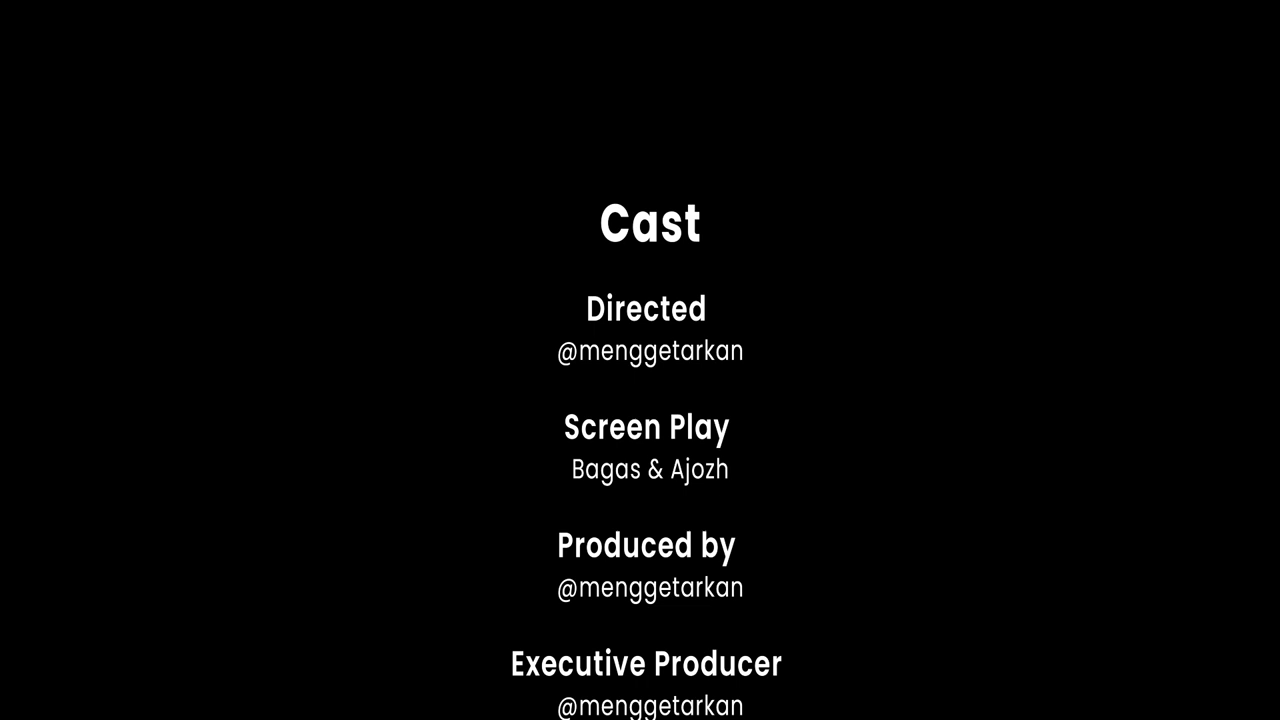 Cast
Directed
@menggetarkan
Screen Play
Bagas & Ajozh
Produced by
@menggetarkan
Executive Producer
@menggetarkan